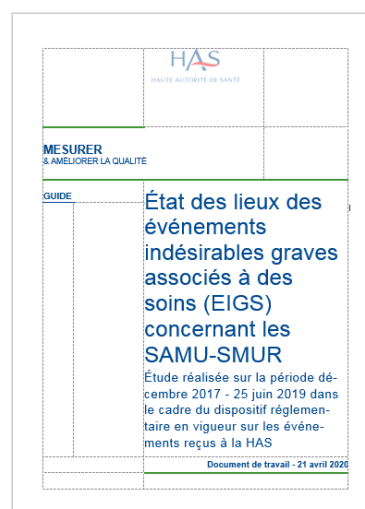 HAS
HAUTE AUTORITÉ DE SANTÉ
MESURER
& AMÉLIORER LA QUALITÉ
GUIDE
État des lieux des
événements
indésirables graves
associés à des
soins (EIGS)
concernant les
SAMU-SMUR
Étude réalisée sur la période dé-
cembre 2017 - 25 juin 2019 dans
le cadre du dispositif réglemen-
taire en vigueur sur les événe-
ments reçus à la HAS
Document de travail - 21 avril 2020